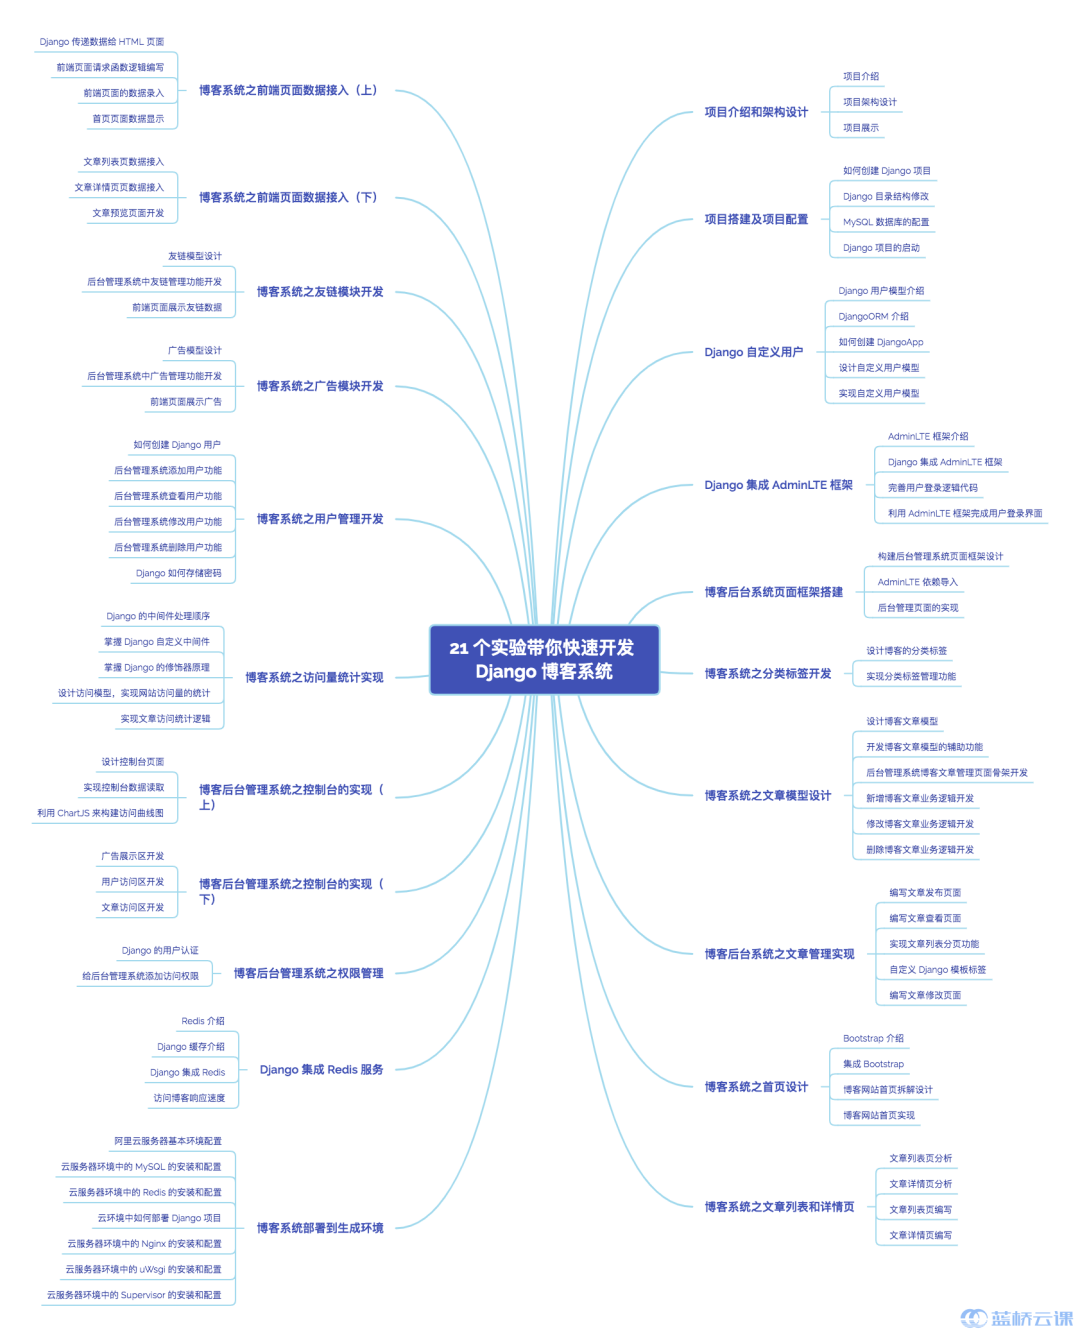 21 个实验带你快速开发
Django 博客系统
项目介绍和架构设计
项目介绍
项目架构设计
项目展示
项目搭建及项目配置
如何创建 Django 项目
Django 目录结构修改
MySQL 数据库的配置
Django 项目的启动
Django 自定义用户
Django 用户模型介绍
DjangoORM 介绍
如何创建 DjangoApp
设计自定义用户模型
实现自定义用户模型
Django 集成 AdminLTE 框架
AdminLTE 框架介绍
Django 集成 AdminLTE 框架
完善用户登录逻辑代码
利用 AdminLTE 框架完成用户登录界面
博客后台系统页面框架搭建
构建后台管理系统页面框架设计
AdminLTE 依赖导入
后台管理页面的实现
博客系统之分类标签开发
设计博客的分类标签
实现分类标签管理功能
博客系统之文章模型设计
设计博客文章模型
开发博客文章模型的辅助功能
后台管理系统博客文章管理页面骨架开发
新增博客文章业务逻辑开发
修改博客文章业务逻辑开发
删除博客文章业务逻辑开发
博客后台系统之文章管理实现
编写文章发布页面
编写文章查看页面
实现文章列表分页功能
自定义 Django 模板标签
编写文章修改页面
博客系统之首页设计
Bootstrap 介绍
集成 Bootstrap
博客网站首页拆解设计
博客网站首页实现
博客系统之文章列表和详情页
文章列表页分析
文章详情页分析
文章列表页编写
文章详情页编写
博客系统之前端页面数据接入（上）
Django 传递数据给 HTML 页面
前端页面请求函数逻辑编写
前端页面的数据录入
首页页面数据显示
博客系统之前端页面数据接入（下）
文章列表页数据接入
文章详情页页数据接入
文章预览页面开发
博客系统之友链模块开发
友链模型设计
后台管理系统中友链管理功能开发
前端页面展示友链数据
博客系统之广告模块开发
广告模型设计
后台管理系统中广告管理功能开发
前端页面展示广告
博客系统之用户管理开发
如何创建 Django 用户
后台管理系统添加用户功能
后台管理系统查看用户功能
后台管理系统修改用户功能
后台管理系统删除用户功能
Django 如何存储密码
博客系统之访问量统计实现
Django 的中间件处理顺序
掌握 Django 自定义中间件
掌握 Django 的修饰器原理
设计访问模型，实现网站访问量的统计
实现文章访问统计逻辑
博客后台管理系统之控制台的实现（
上）
设计控制台页面
实现控制台数据读取
利用 ChartJS 来构建访问曲线图
博客后台管理系统之控制台的实现（
下）
广告展示区开发
用户访问区开发
文章访问区开发
博客后台管理系统之权限管理
Django 的用户认证
给后台管理系统添加访问权限
Django 集成 Redis 服务
Redis 介绍
Django 缓存介绍
Django 集成 Redis
访问博客响应速度
博客系统部署到生成环境
阿里云服务器基本环境配置
云服务器环境中的 MySQL 的安装和配置
云服务器环境中的 Redis 的安装和配置
云环境中如何部署 Django 项目
云服务器环境中的 Nginx 的安装和配置
云服务器环境中的 uWsgi 的安装和配置
云服务器环境中的 Supervisor 的安装和配置
蓝桥云课